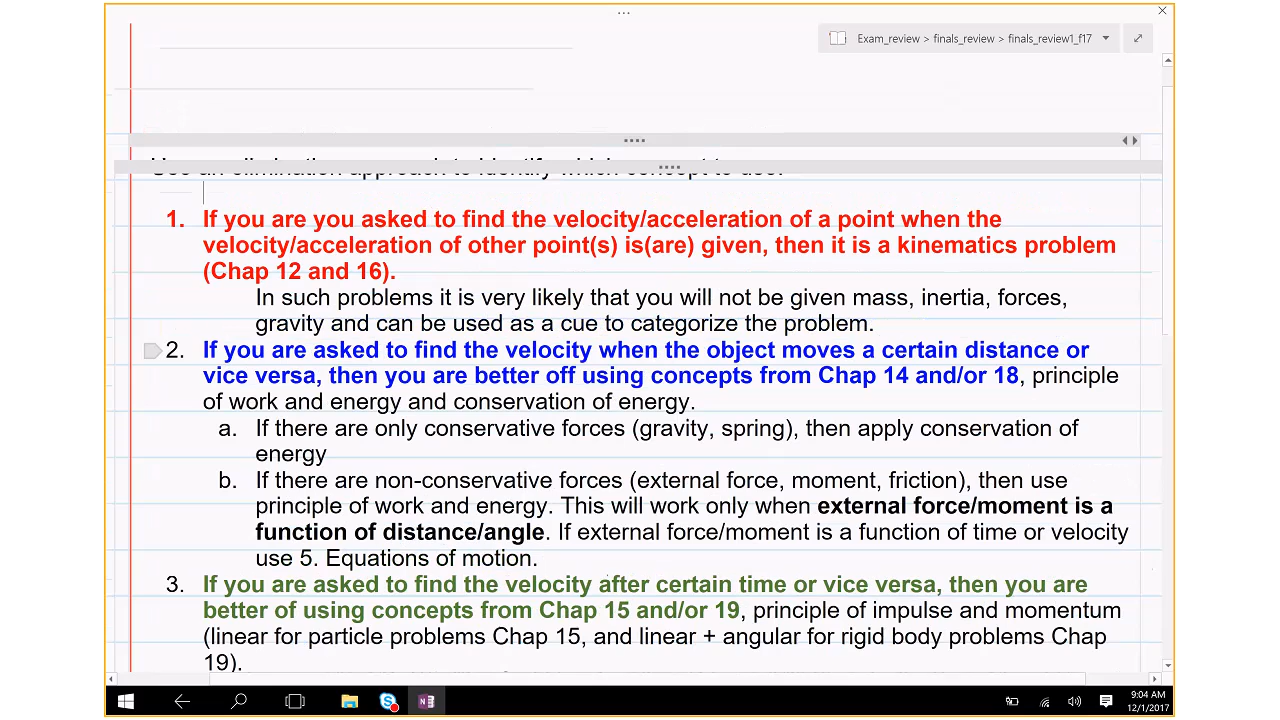 Exam_review > finals_review > finals_review1_f17
Use an elimination approach to identify which concept to use.
1. If you are you asked to find the velocity/acceleration of a point when the
velocity/acceleration of other point(s) is(are) given, then it is a kinematics problem
(Chap 12 and 16).
In such problems it is very likely that you will not be given mass, inertia, forces,
gravity and can be used as a cue to categorize the problem.
2. If you are asked to find the velocity when the object moves a certain distance or
vice versa, then you are better off using concepts from Chap 14 and/or 18, principle
of work and energy and conservation of energy.
a. If there are only conservative forces (gravity, spring), then apply conservation of
energy
b. If there are non-conservative forces (external force, moment, friction), then use
principle of work and energy. This will work only when external force/moment is a
function of distance/angle. If external force/moment is a function of time or velocity
use 5. Equations of motion.
3. If you are asked to find the velocity after certain time or vice versa, then you are
better of using concepts from Chap 15 and/or 19, principle of impulse and momentum
(linear for particle problems Chap 15, and linear + angular for rigid body problems Chap
19).
N
9:04 AM
12/1/2017